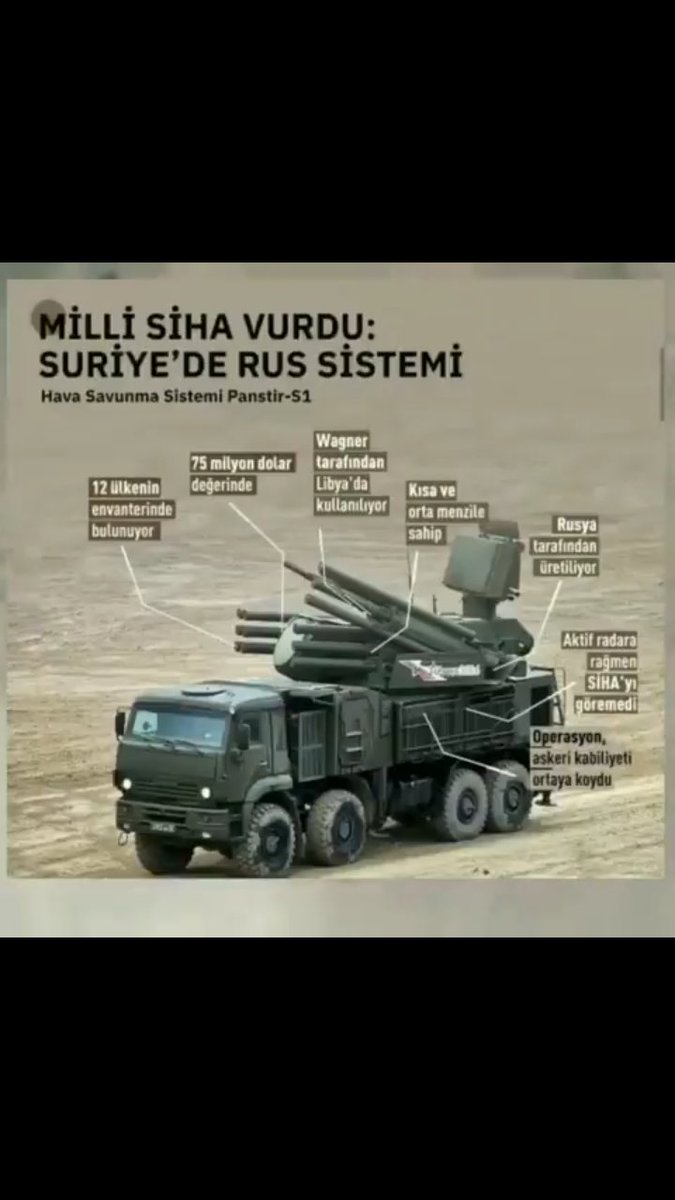 MİLLİ SİHA VURDU:
SURİYE'DE RUS SİSTEMİ
Hava Savunma Sistemi Panstir-S1
12 ülkenin
envanterinde
bulunuyor
75 milyon dolar
değerinde
Wagner
tarafından
Libya'da
kullanılıyor
Kısa ve
orta menzile
sahip
Rusya
tarafından
üretiliyor
Aktif radara
rağmen
SİHA'yı
göremedi
Operasyon,
askeri kabiliyeti
ortaya koydu